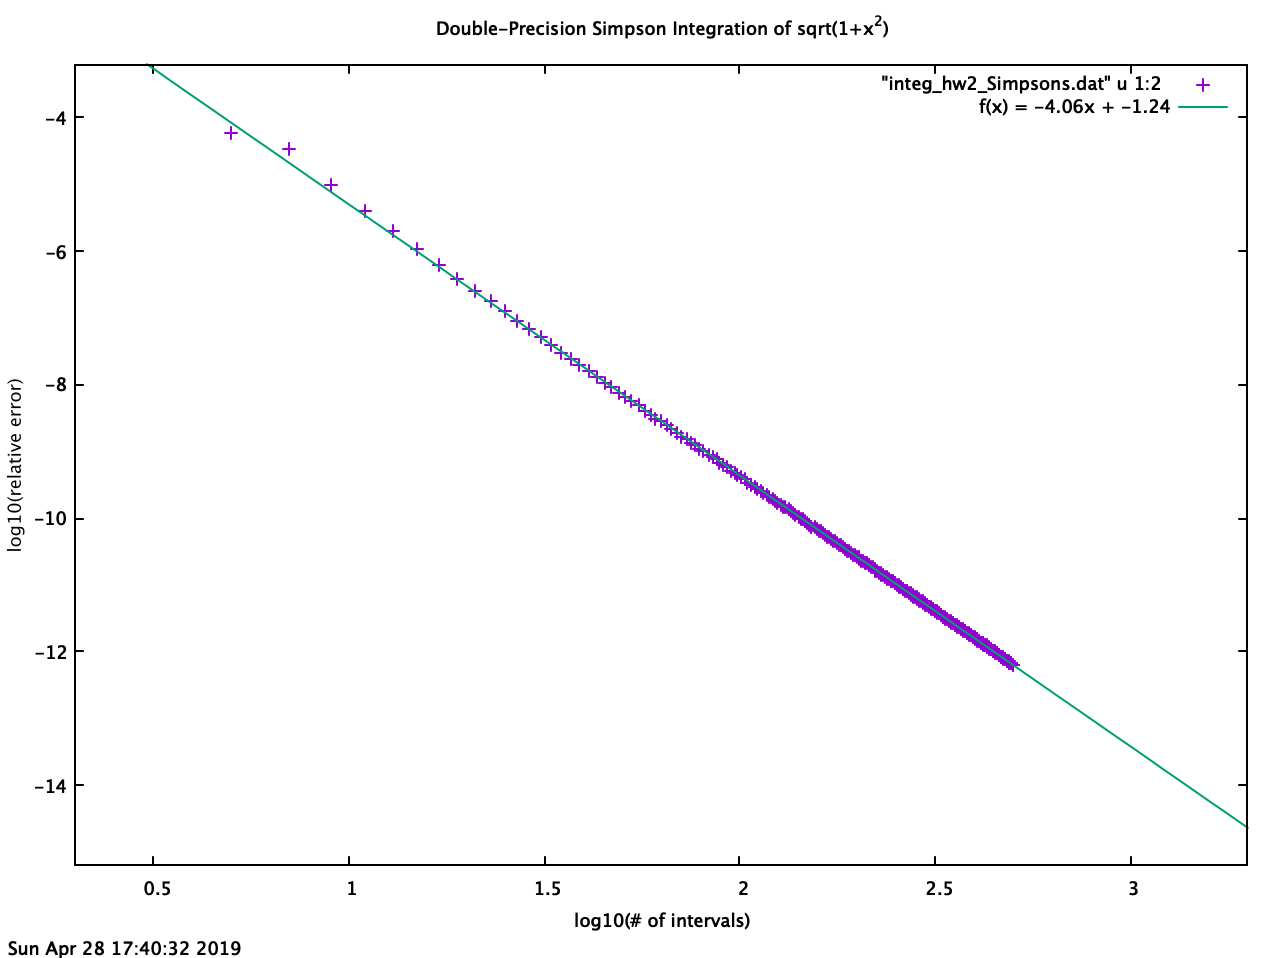 Double-Precision Simpson Integration of sqrt(1+x²)
"integ_hw2_Simpsons.dat" u 1:2
f(x) = -4.06x + -1.24
-4
-6
-8
-10
-12
-14
log10(relative error)
0.5 1 1.5 2 2.5 3
log10(# of intervals)
Sun Apr 28 17:40:32 2019